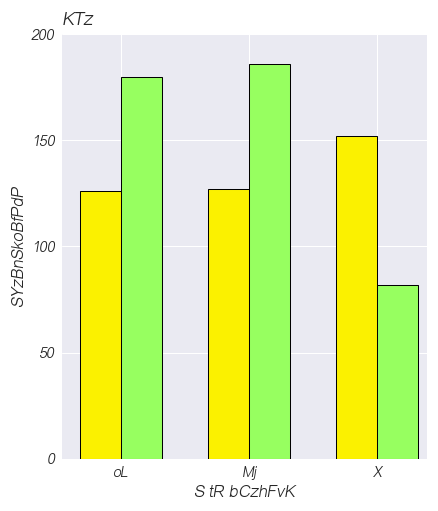 KTz
200
150
100
50
0
SYzBnSkoBfPdP
oL Mj X
S tR bCzhFvK